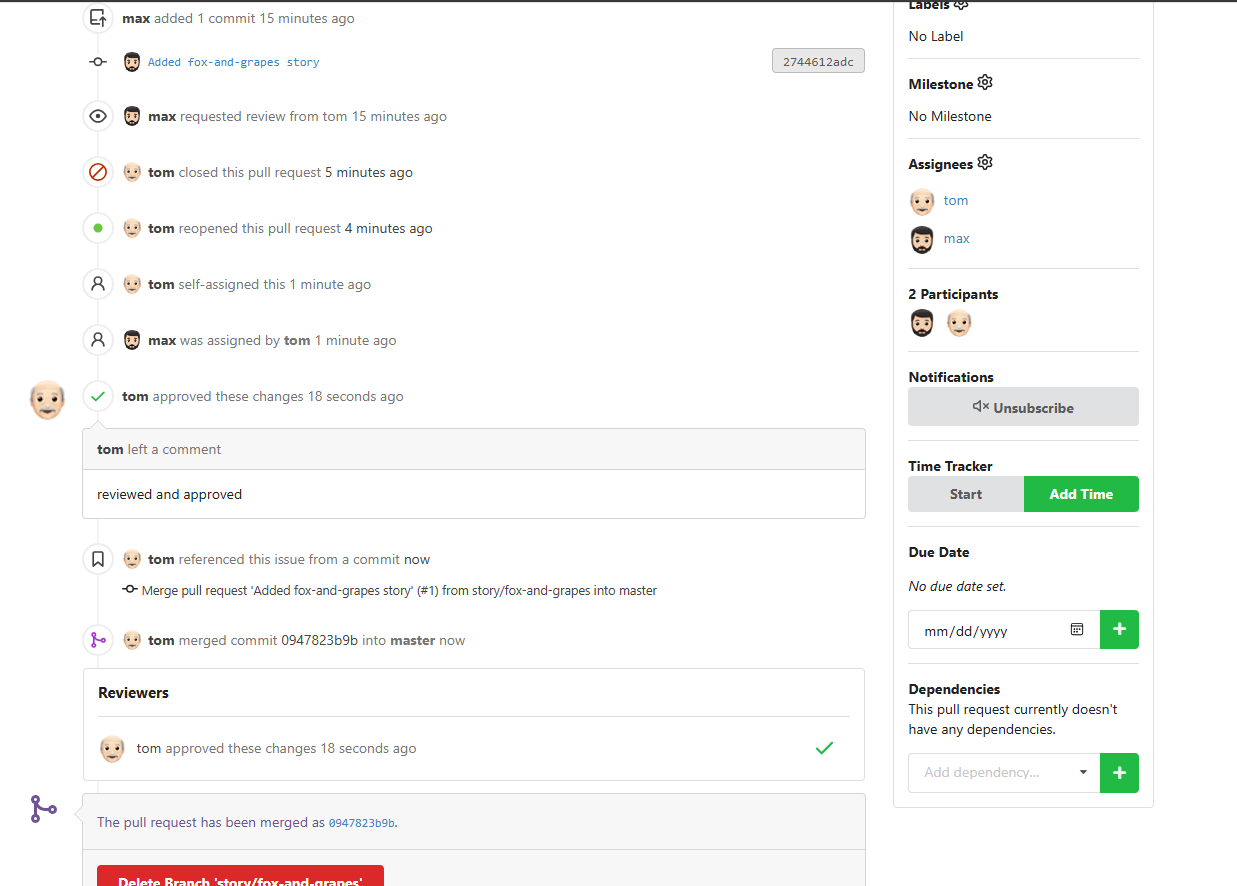 max added 1 commit 15 minutes ago
Added fox-and-grapes story
2744612adc
max requested review from tom 15 minutes ago
tom closed this pull request 5 minutes ago
tom reopened this pull request 4 minutes ago
tom self-assigned this 1 minute ago
max was assigned by tom 1 minute ago
tom approved these changes 18 seconds ago
tom left a comment
reviewed and approved
tom referenced this issue from a commit now
Merge pull request 'Added fox-and-grapes story' (#1) from story/fox-and-grapes into master
tom merged commit 0947823b9b into master now
Reviewers
tom approved these changes 18 seconds ago
The pull request has been merged as 0947823b9b.
Delete Branch 'story/fox-and-grapes'
Labels
No Label
Milestone
No Milestone
Assignees
tom
max
2 Participants
Notifications
Unsubscribe
Time Tracker
Start
Add Time
Due Date
No due date set.
mm/dd/yyyy
+
Dependencies
This pull request currently doesn't
have any dependencies.
Add dependency...
+